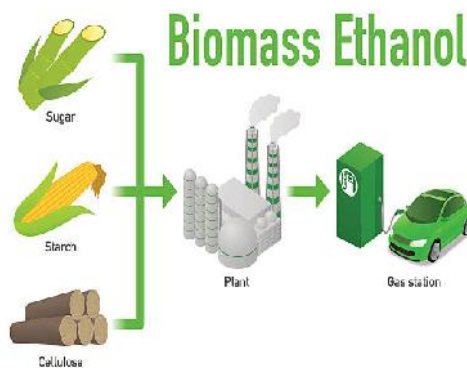 Biomass Ethanol
Sugar
Starch
Cellulose
Plant
Gas station